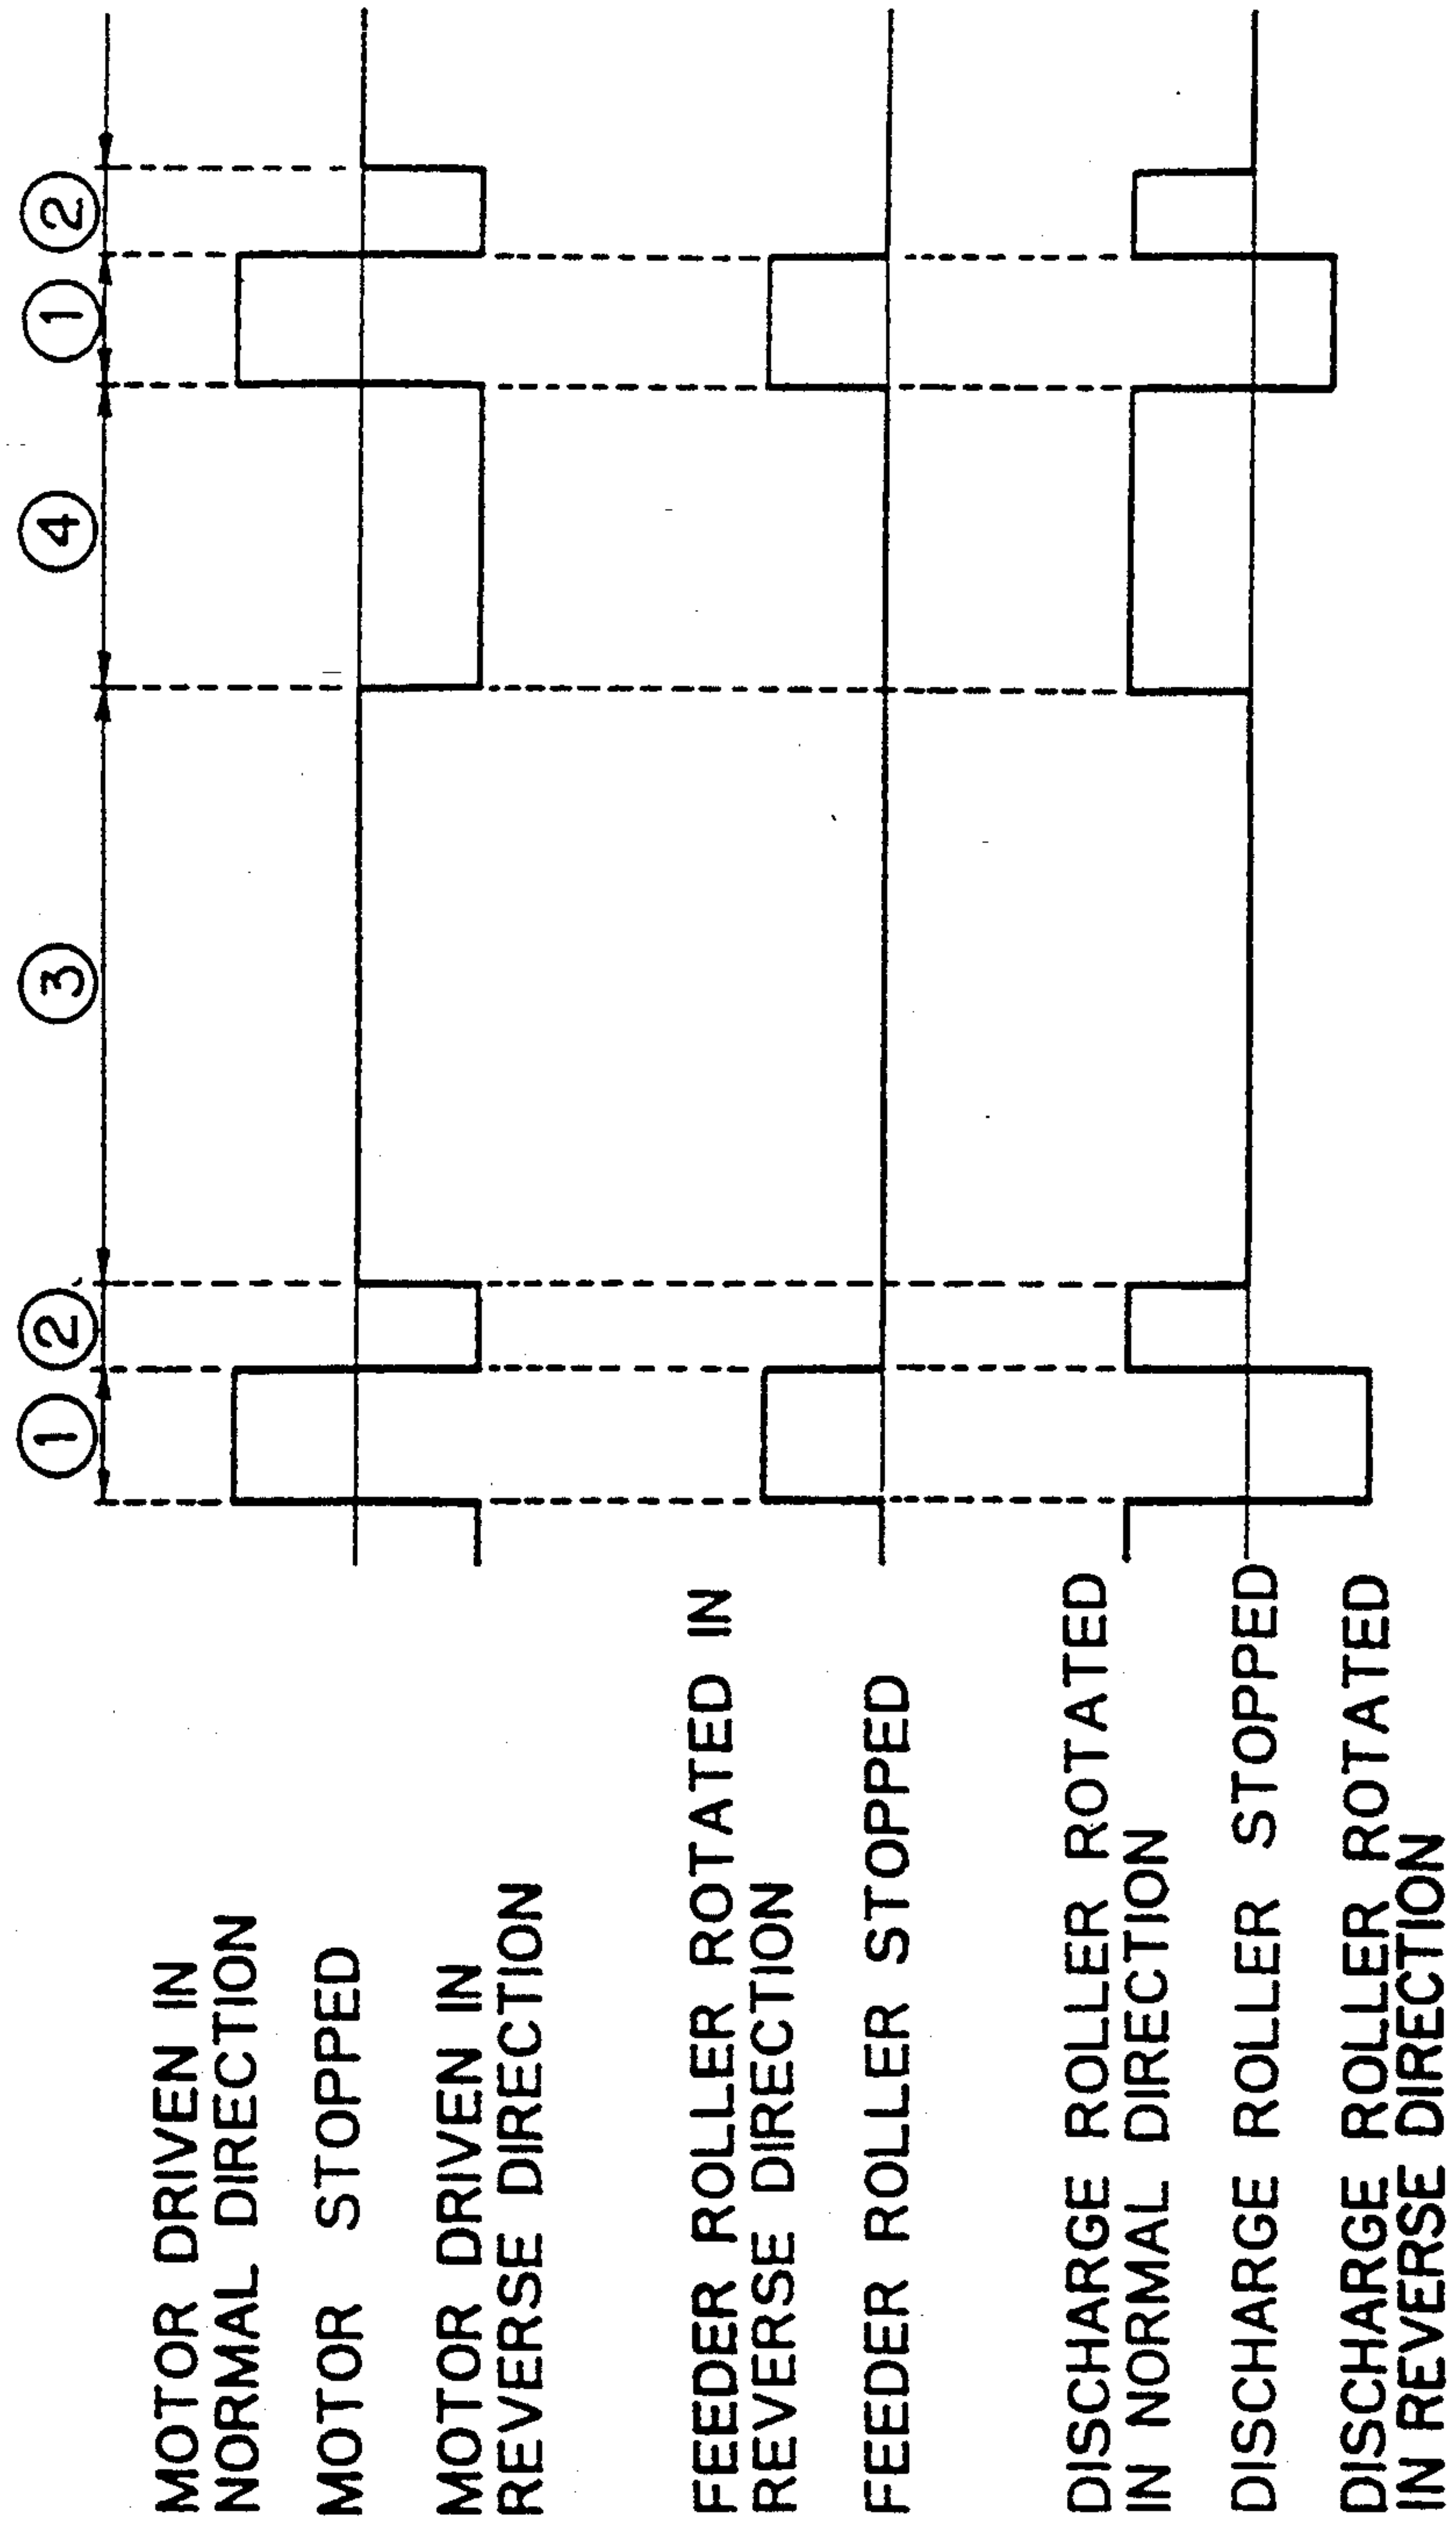 ① ② ③ ④ ① ②
MOTOR DRIVEN IN
NORMAL DIRECTION
MOTOR STOPPED
MOTOR DRIVEN IN
REVERSE DIRECTION
FEEDER ROLLER ROTATED IN
REVERSE DIRECTION
FEEDER ROLLER STOPPED
DISCHARGE ROLLER ROTATED
IN NORMAL DIRECTION
DISCHARGE ROLLER STOPPED
DISCHARGE ROLLER ROTATED
IN REVERSE DIRECTION